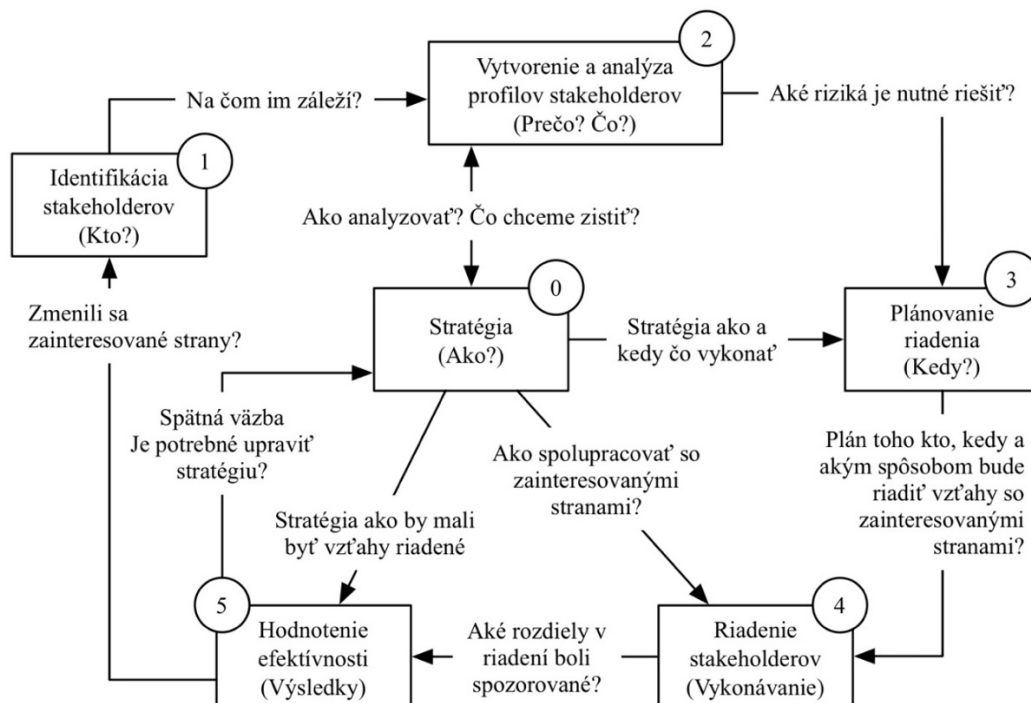 2
Vytvorenie a analýza
profilov stakeholderov
(Prečo? Čo?)
Na čom im záleží?
Aké riziká je nutné riešiť?
1
Identifikácia
stakeholderov
(Kto?)
Ako analyzovať? Čo chceme zistiť?
0
Stratégia
(Ako?)
Stratégia ako a
kedy čo vykonať
3
Plánovanie
riadenia
(Kedy?)
Zmenili sa
zainteresované strany?
Spätná väzba
Je potrebné upraviť
stratégiu?
Ako spolupracovať so
zainteresovanými
stranami?
Plán toho kto, kedy a
akým spôsobom bude
riadiť vzťahy so
zainteresovanými
stranami?
Stratégia ako by mali
byť vzťahy riadené
5
Hodnotenie
efektívnosti
(Výsledky)
Aké rozdiely v
riadení boli
spozorované?
4
Riadenie
stakeholderov
(Vykonávanie)